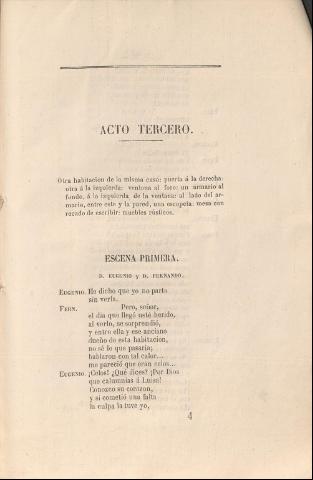 ACTO TERCERO.
Otra habitacion de la misma casa: puerta á la derecha:
otra á la izquierda: ventana al foro: un armario al
fondo, á la izquierda de la ventana: al lado del ar-
mario, entre este y la pared, una escopeta: mesa con
recado de escribir: muebles rústicos.
ESCENA PRIMERA.
D. EUGENIO y D. FERNANDO.
EUGENIO. He dicho que yo no parto
sin verla.
FERN. Pero, señor,
el dia que llegó usté herido,
al verlo, se sorprendió,
y entre ella y ese anciano
dueño de esta habitacion,
no sé lo que pasaria;
hablaron con tal calor...
me pareció que eran celos...
EUGENIO. ¡Celos! ¿Qué dices? ¡Por Dios
que calumnias á Luisa!
Conozco su corazon,
y si cometió una falta
la culpa la tuve yo,
4